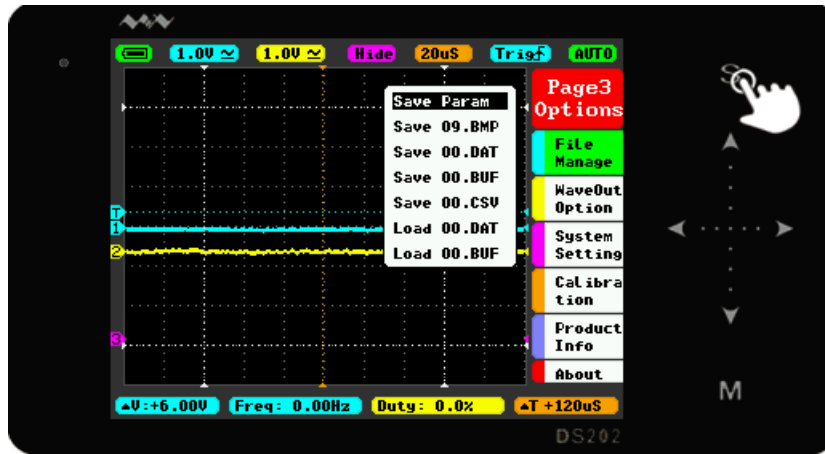 1.0V 1.0V Hide 20uS Trig AUTO
Page3
Options
Save Param
Save 09.BMP
Save 00.DAT
Save 00.BUF
Save 00.CSV
Load 00.DAT
Load 00.BUF
File
Manage
WaveOut
Option
System
Setting
Calibra
tion
Product
Info
About
T
1
2
3
▲V:+6.00V Freq: 0.00Hz Duty: 0.0% ▲T +120uS
S
M
DS202